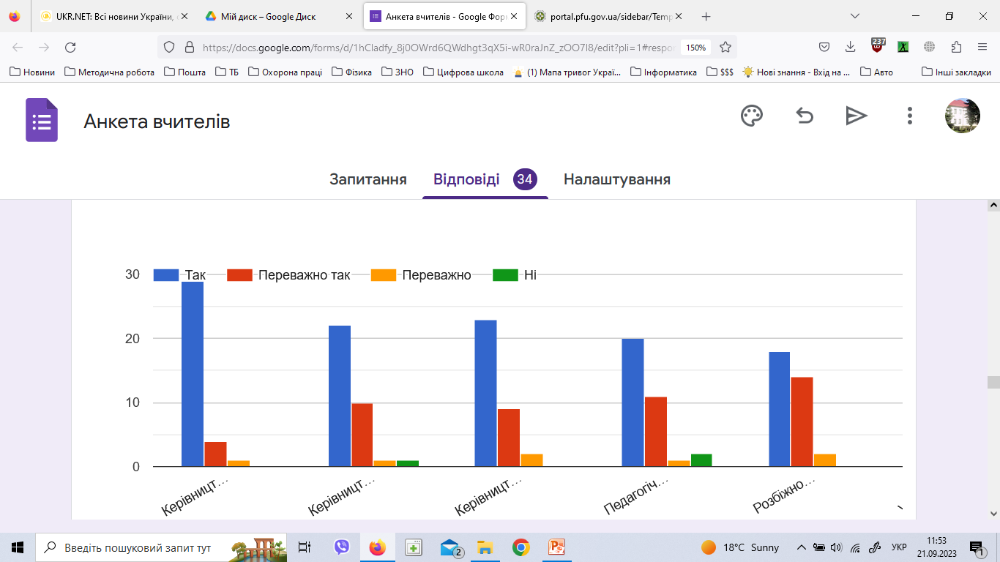 UKR.NET: Всі новини України,
Мій диск – Google Диск
Анкета вчителів - Google Фор
portal.pfu.gov.ua/sidebar/Temp
https://docs.google.com/forms/d/1hCladfy_8j0OWrd6QWdhgt3qX5i-wR0raJnZ_zOO7I8/edit?pli=1#respor
150%
237
Новини
Методична робота
Пошта
ТБ
Охорона праці
Фізика
ЗНО
Цифрова школа
(1) Мапа тривог Украї...
Інформатика
$$$
Нові знання - Вхід на ...
Авто
Інші закладки
Анкета вчителів
Запитання
Відповіді 34
Налаштування
Так
Переважно так
Переважно
Ні
30
20
10
0
Керівницт...
Керівницт...
Керівницт...
Педагогіч...
Розбіжно...
Введіть пошуковий запит тут
2
18°C Sunny
УКР
11:53
21.09.2023
1